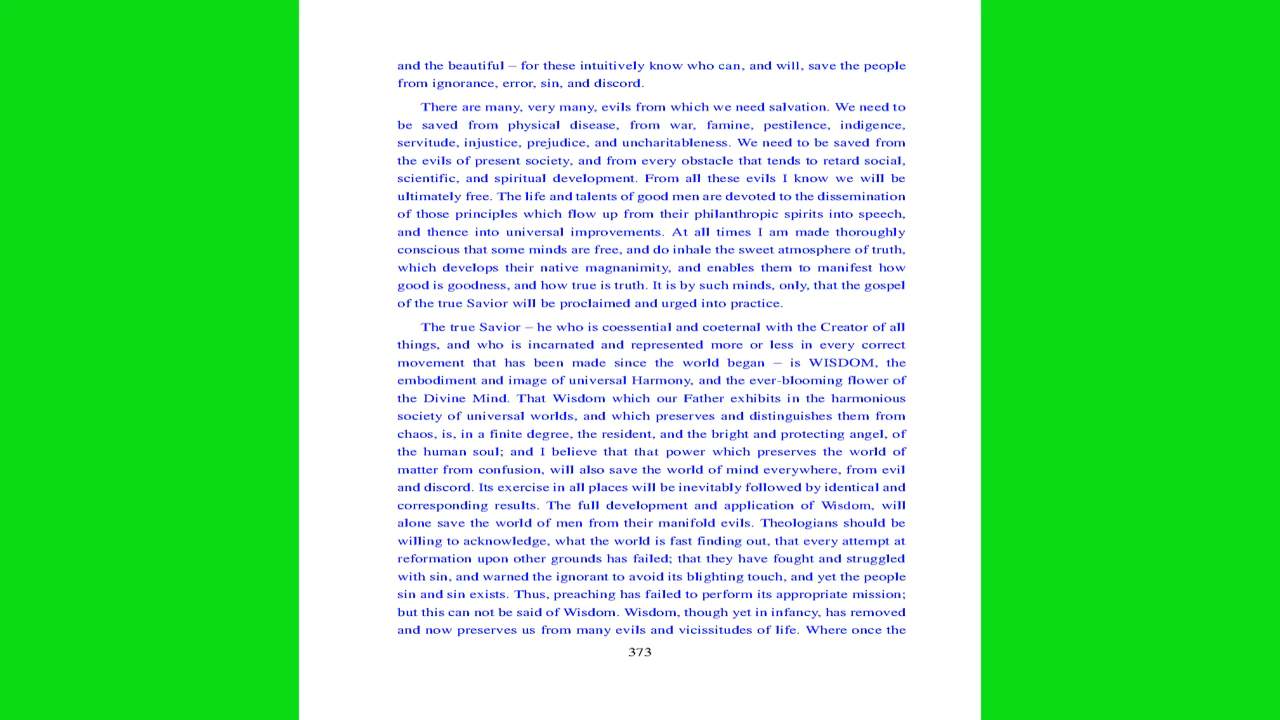 and the beautiful – for these intuitively know who can, and will, save the people
from ignorance, error, sin, and discord.
There are many, very many, evils from which we need salvation. We need to
be saved from physical disease, from war, famine, pestilence, indigence,
servitude, injustice, prejudice, and uncharitableness. We need to be saved from
the evils of present society, and from every obstacle that tends to retard social,
scientific, and spiritual development. From all these evils I know we will be
ultimately free. The life and talents of good men are devoted to the dissemination
of those principles which flow up from their philanthropic spirits into speech,
and thence into universal improvements. At all times I am made thoroughly
conscious that some minds are free, and do inhale the sweet atmosphere of truth,
which develops their native magnanimity, and enables them to manifest how
good is goodness, and how true is truth. It is by such minds, only, that the gospel
of the true Savior will be proclaimed and urged into practice.
The true Savior – he who is coessential and coeternal with the Creator of all
things, and who is incarnated and represented more or less in every correct
movement that has been made since the world began – is WISDOM, the
embodiment and image of universal Harmony, and the ever-blooming flower of
the Divine Mind. That Wisdom which our Father exhibits in the harmonious
society of universal worlds, and which preserves and distinguishes them from
chaos, is, in a finite degree, the resident, and the bright and protecting angel, of
the human soul; and I believe that that power which preserves the world of
matter from confusion, will also save the world of mind everywhere, from evil
and discord. Its exercise in all places will be inevitably followed by identical and
corresponding results. The full development and application of Wisdom, will
alone save the world of men from their manifold evils. Theologians should be
willing to acknowledge, what the world is fast finding out, that every attempt at
reformation upon other grounds has failed; that they have fought and struggled
with sin, and warned the ignorant to avoid its blighting touch, and yet the people
sin and sin exists. Thus, preaching has failed to perform its appropriate mission;
but this can not be said of Wisdom. Wisdom, though yet in infancy, has removed
and now preserves us from many evils and vicissitudes of life. Where once the
373